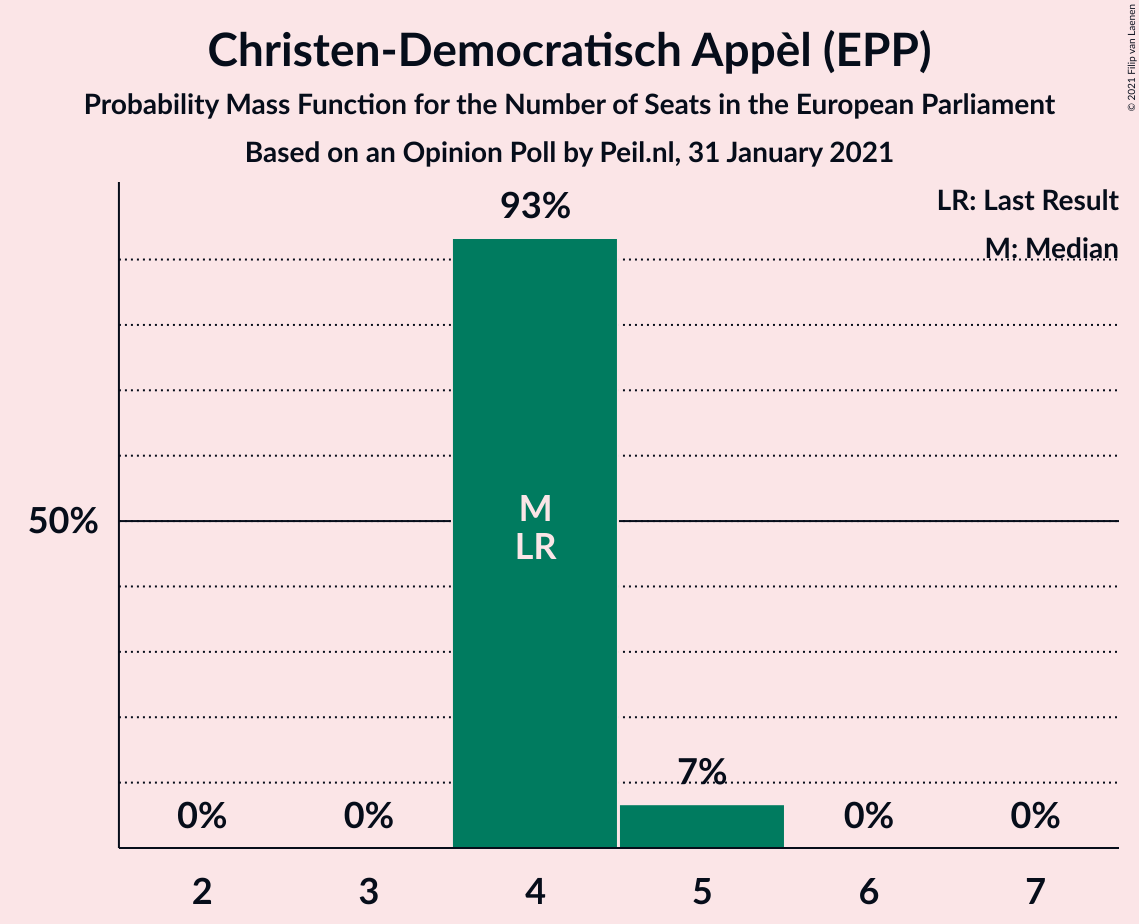 Christen-Democratisch Appèl (EPP)
Probability Mass Function for the Number of Seats in the European Parliament
Based on an Opinion Poll by Peil.nl, 31 January 2021
© 2021 Filip van Laenen
LR: Last Result
M: Median
93%
50%
M
LR
7%
0%
0%
0%
0%
2
3
4
5
6
7